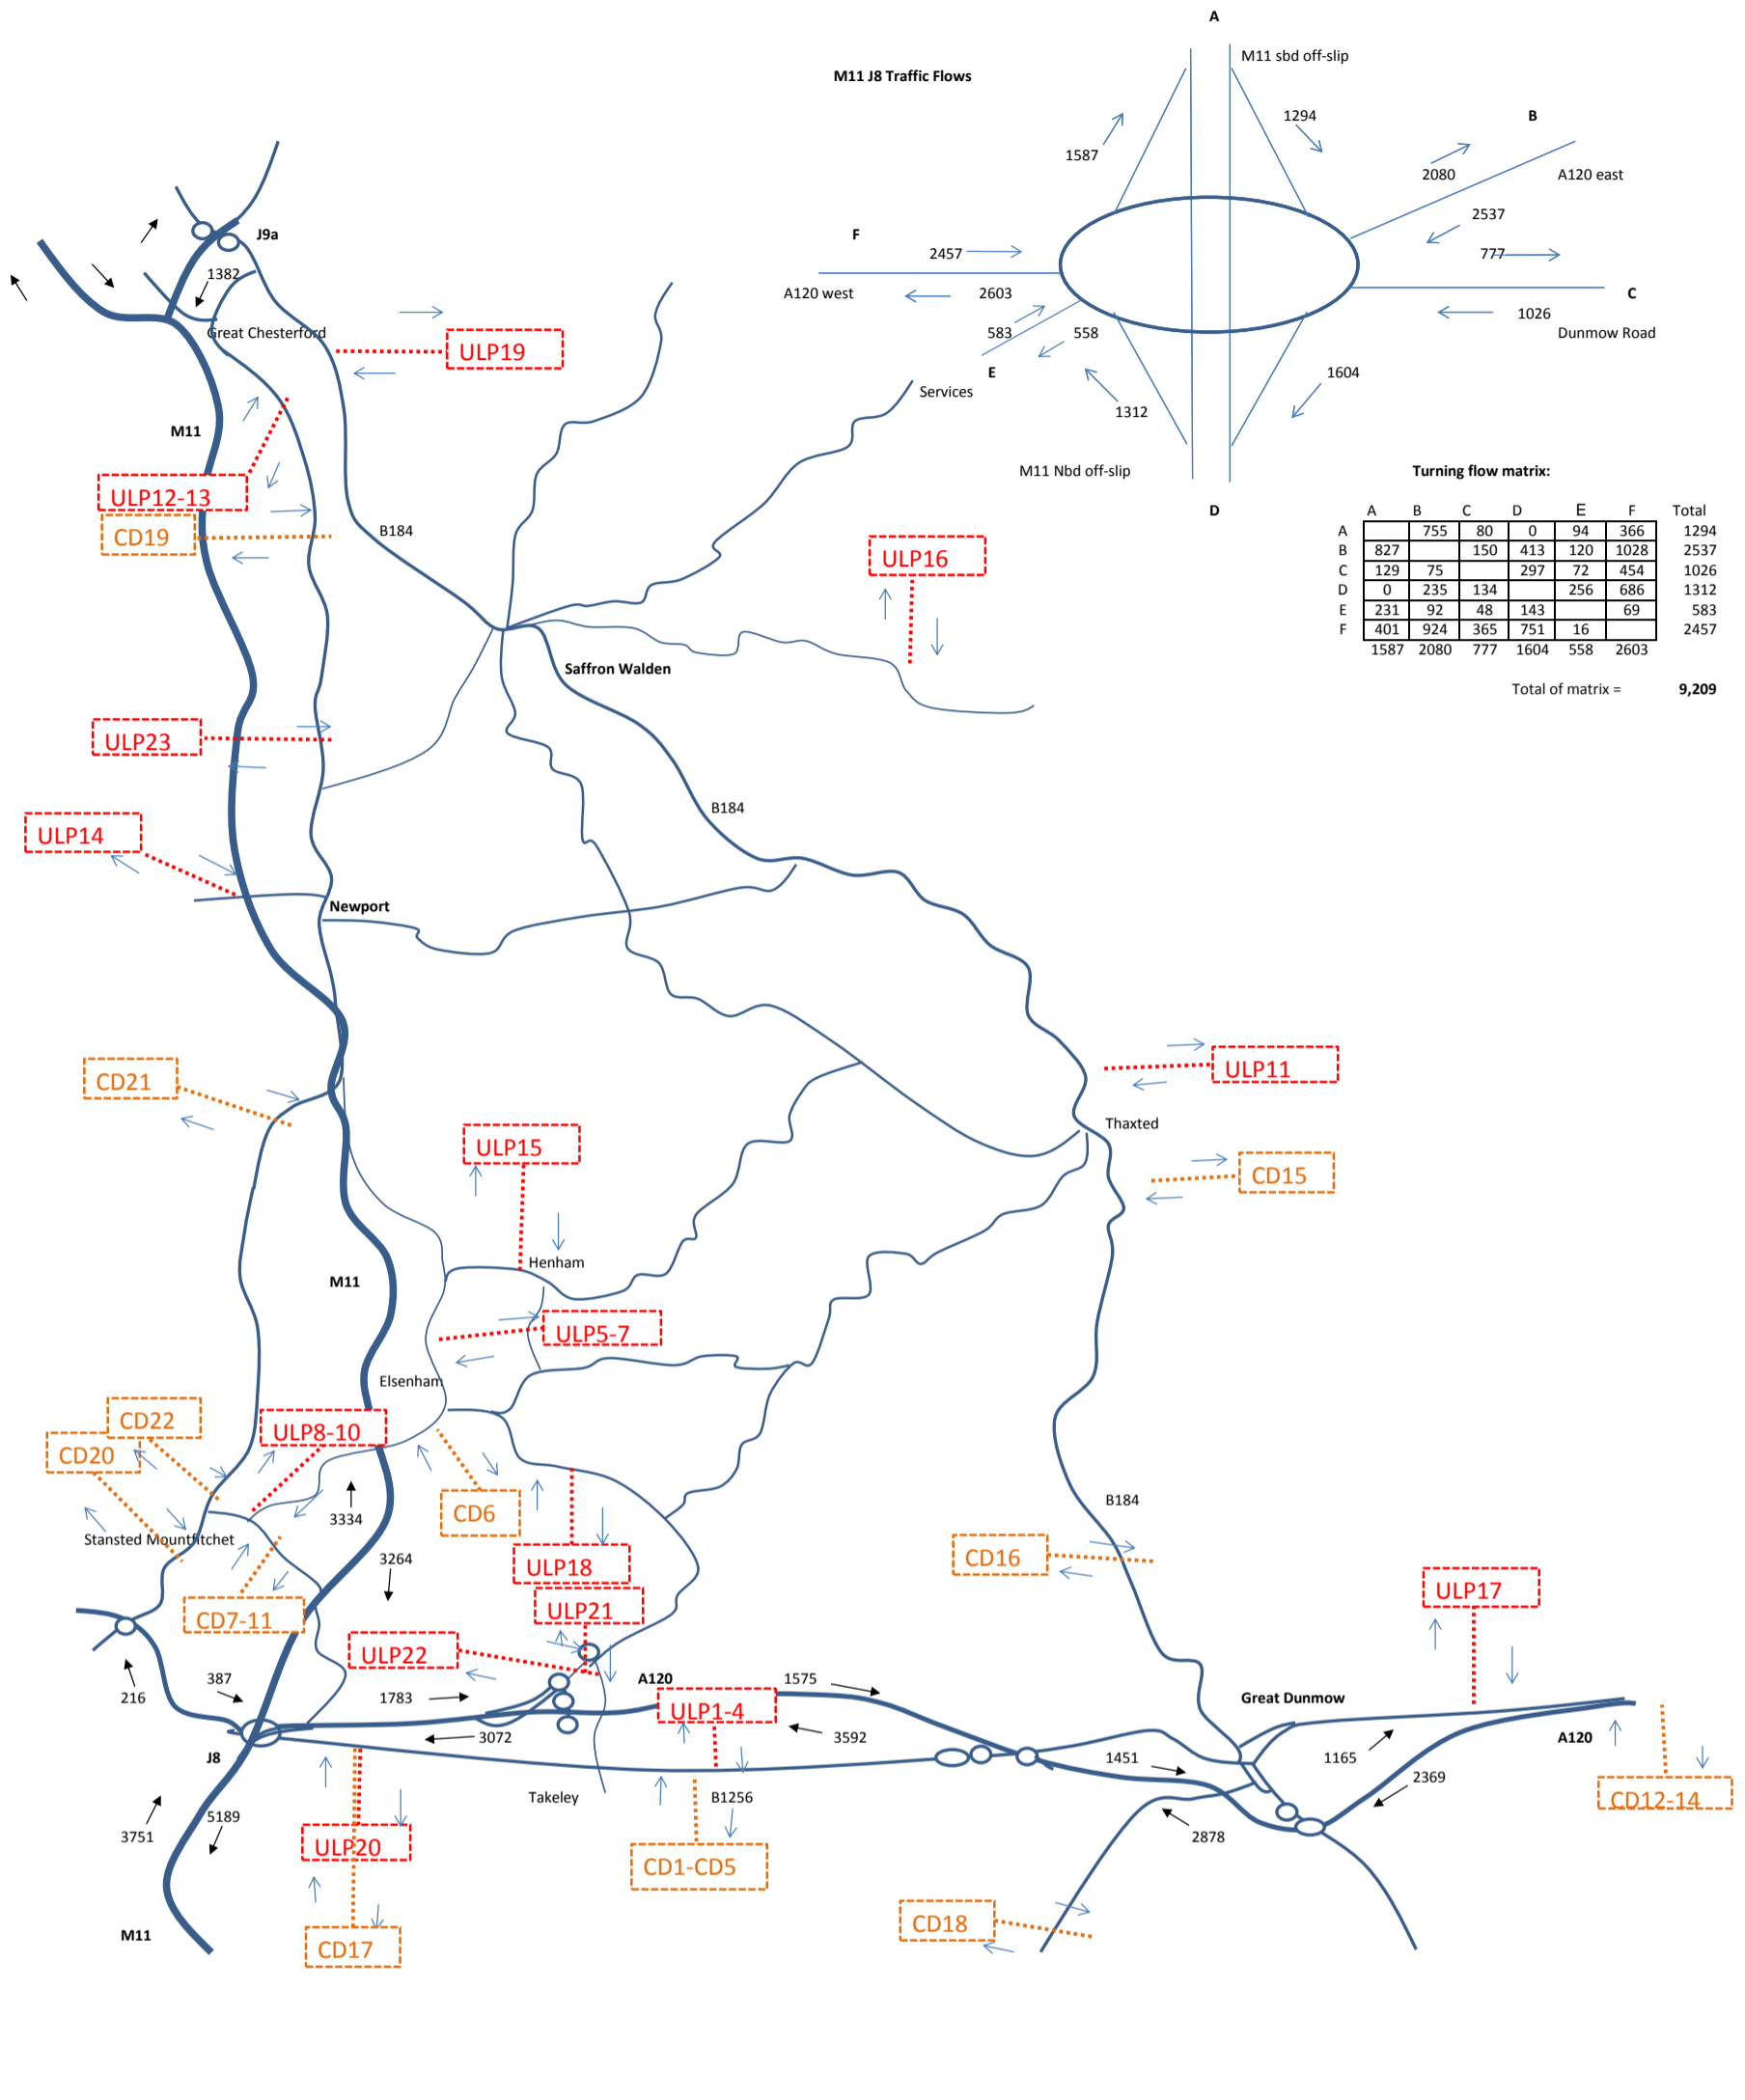 A
M11 sbd off-slip
M11 J8 Traffic Flows
1294
B
1587
2080
A120 east
2537
F
2457
777
A120 west
2603
C
1026
583
558
Dunmow Road
E
1604
Services
1312
M11 Nbd off-slip
D
Turning flow matrix:
A B C D E F Total
A 755 80 0 94 366 1294
B 827 150 413 120 1028 2537
C 129 75 297 72 454 1026
D 0 235 134 256 686 1312
E 231 92 48 143 69 583
F 401 924 365 751 16 2457
1587 2080 777 1604 558 2603
Total of matrix = 9,209
J9a
1382
Great Chesterford
ULP19
M11
ULP12-13
CD19
B184
ULP16
Saffron Walden
ULP23
B184
ULP14
Newport
ULP11
CD21
Thaxted
ULP15
CD15
Henham
M11
ULP5-7
Elsenham
CD22
ULP8-10
CD20
CD6
B184
3334
Stansted Mountfitchet
3264
CD16
ULP18
ULP17
ULP21
CD7-11
ULP22
387
A120
1575
216
1783
ULP1-4
Great Dunmow
3072
3592
J8
1451
1165
A120
2369
Takeley
B1256
CD12-14
5189
3751
2878
ULP20
CD1-CD5
CD18
M11
CD17